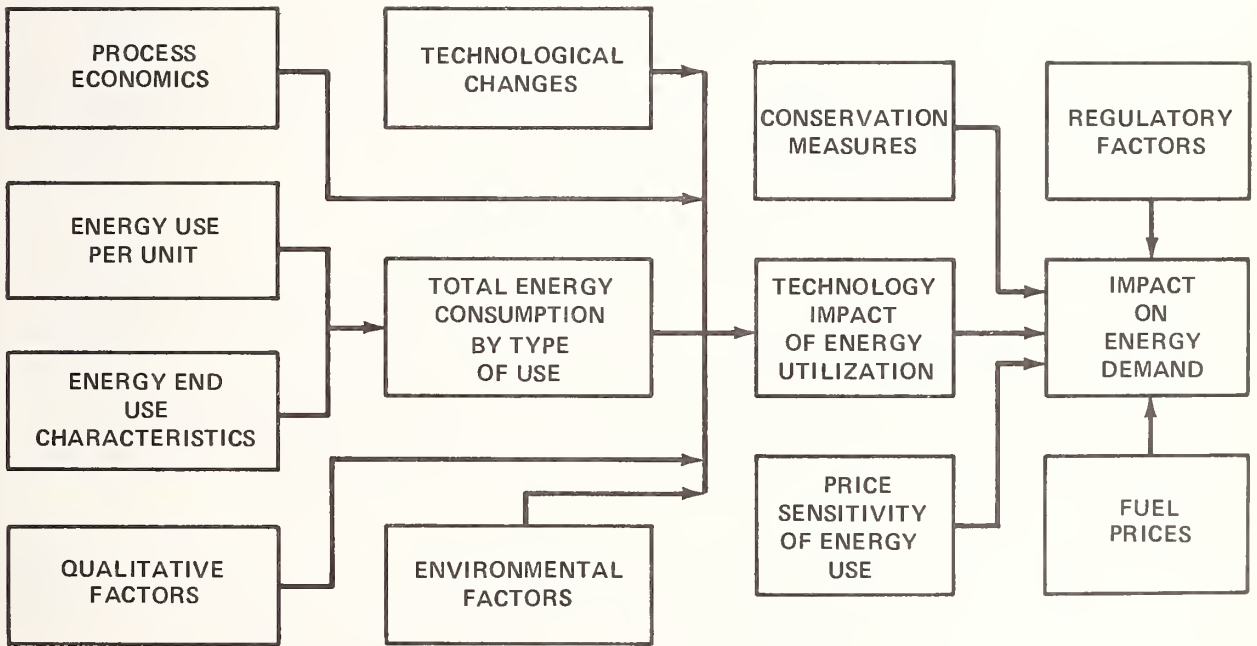 PROCESS
ECONOMICS
TECHNOLOGICAL
CHANGES
CONSERVATION
MEASURES
REGULATORY
FACTORS
ENERGY USE
PER UNIT
ENERGY END
USE
CHARACTERISTICS
TOTAL ENERGY
CONSUMPTION
BY TYPE
OF USE
TECHNOLOGY
IMPACT
OF ENERGY
UTILIZATION
IMPACT
ON
ENERGY
DEMAND
QUALITATIVE
FACTORS
ENVIRONMENTAL
FACTORS
PRICE
SENSITIVITY
OF ENERGY
USE
FUEL
PRICES